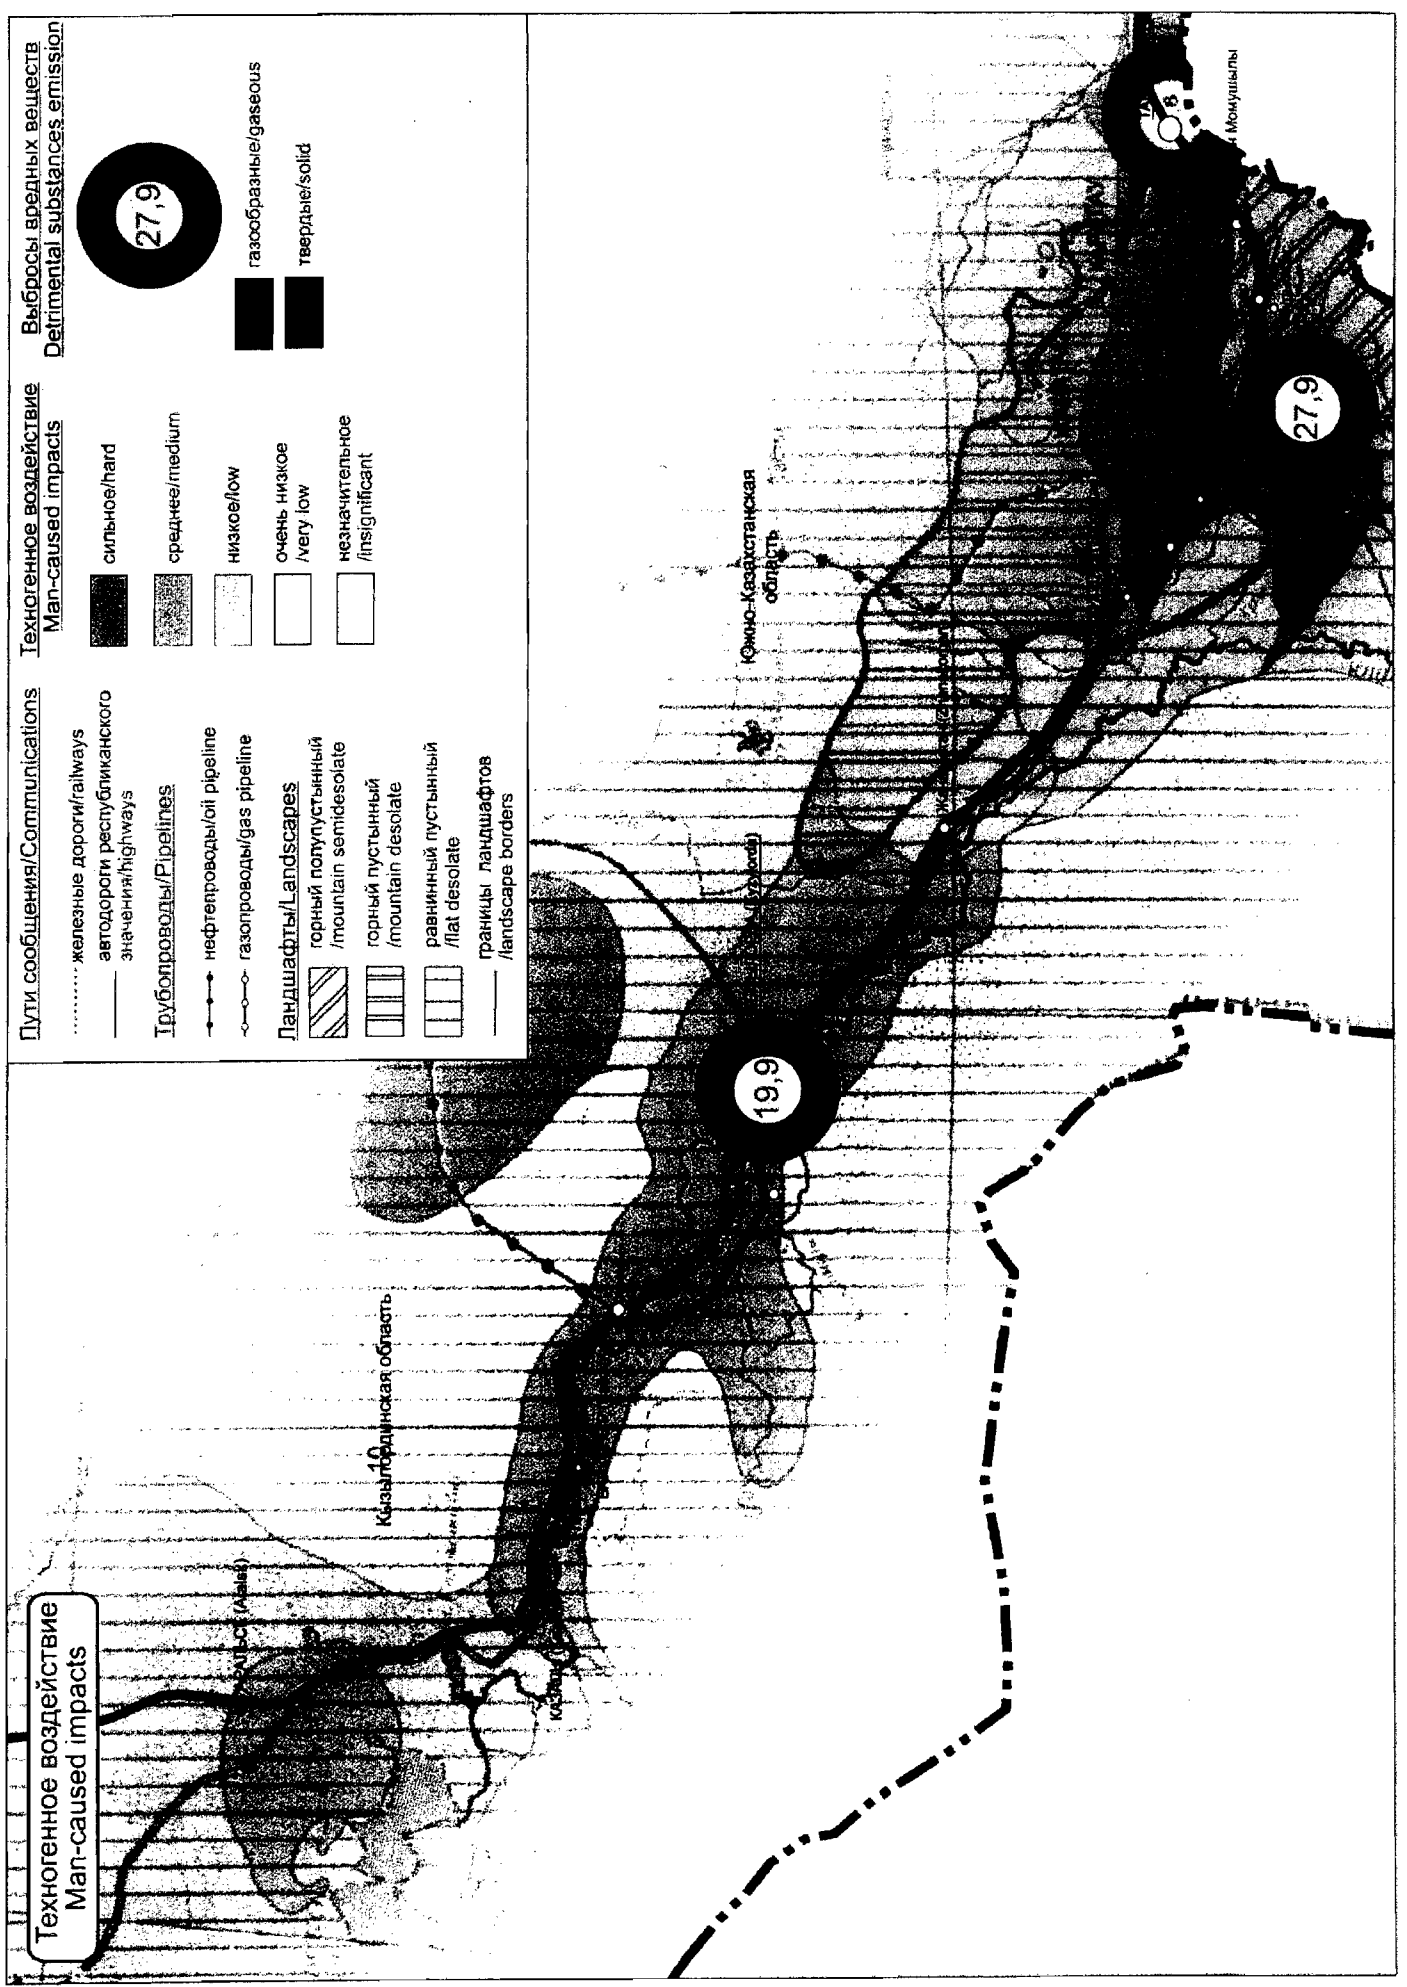 Техногенное воздействие
Man-caused impacts
Пути сообщения/Communications
железные дороги/railways
автодороги республиканского
значения/highways
Трубопроводы/Pipelines
нефтепроводы/oil pipeline
газопроводы/gas pipeline
Ландшафты/Landscapes
горный полупустынный
/mountain semidesolate
горный пустынный
/mountain desolate
равнинный пустынный
/flat desolate
границы ландшафтов
/landscape borders
Техногенное воздействие
Man-caused impacts
сильное/hard
среднее/medium
низкое/low
очень низкое
/very low
незначительное
/insignificant
Выбросы вредных веществ
Detrimental substances emission
27,9
газообразные/gaseous
твердые/solid
Кызылординская область
10
19,9
Южно-Казахстанская
область
27,9
8
Момушылы